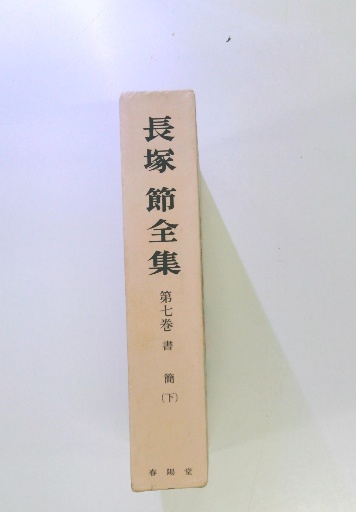 長塚 節全集
第七巻 書 簡 (下)
春陽堂